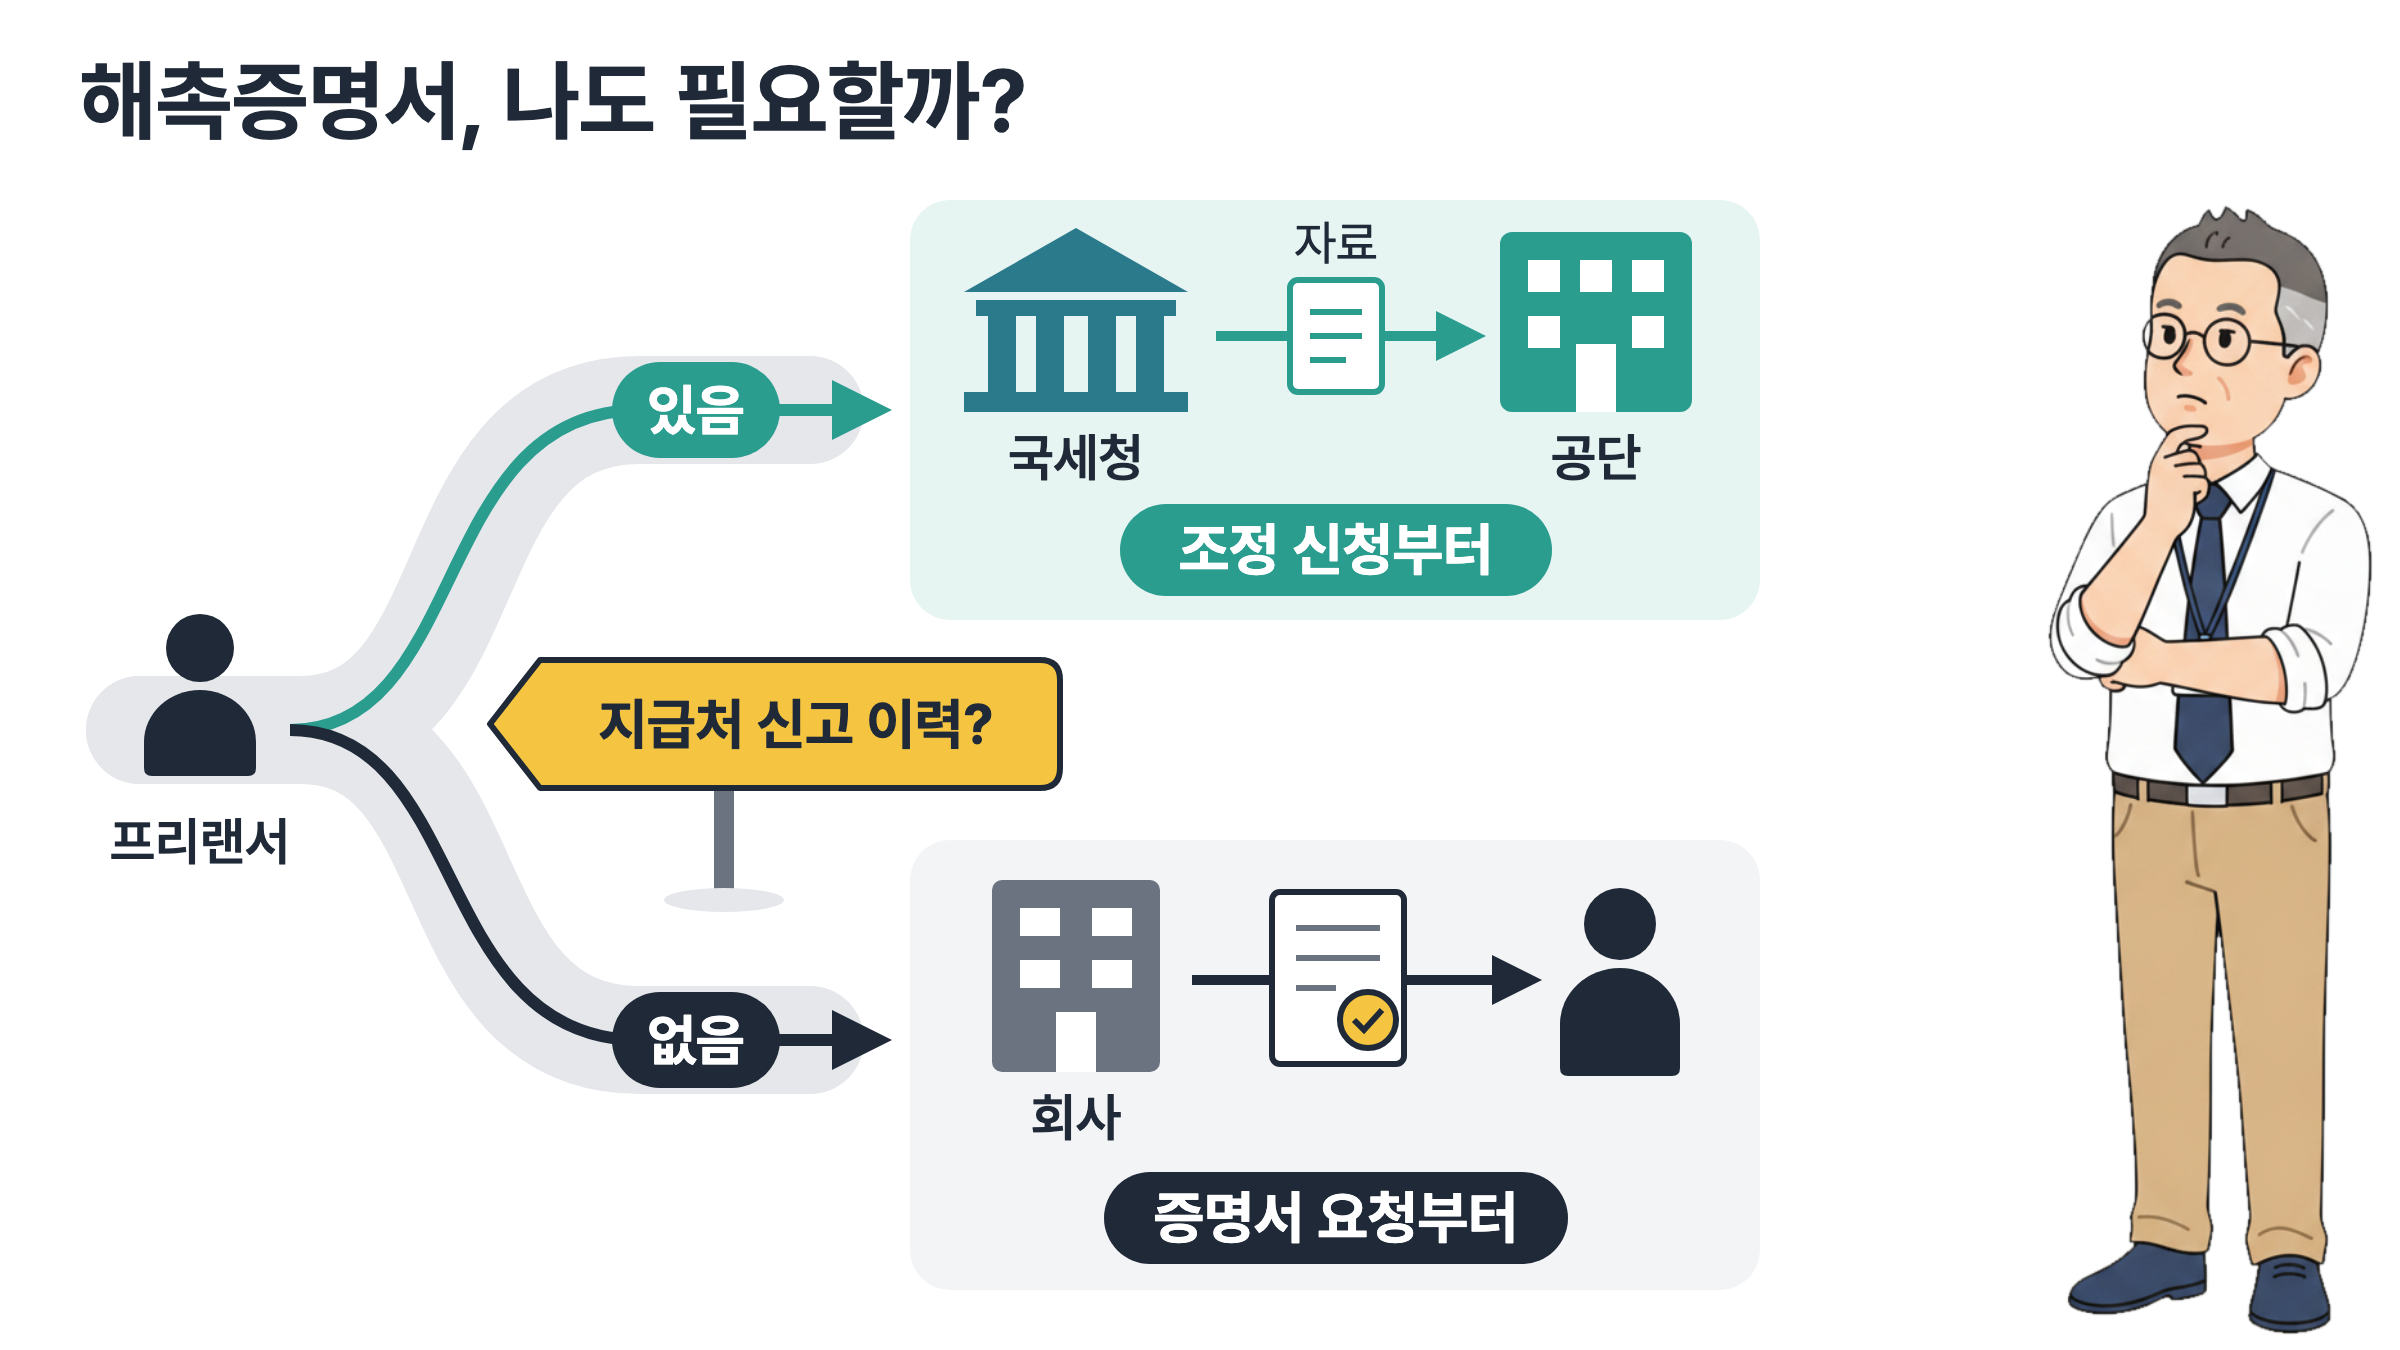 해촉증명서, 나도 필요할까?
자료
있음
국세청
공단
조정 신청부터
지급처 신고 이력?
프리랜서
없음
회사
증명서 요청부터